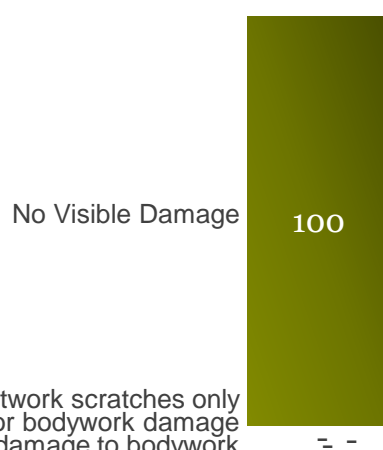 No Visible Damage
100
scratches only
bodywork damage
damage to bodywork
- -
-